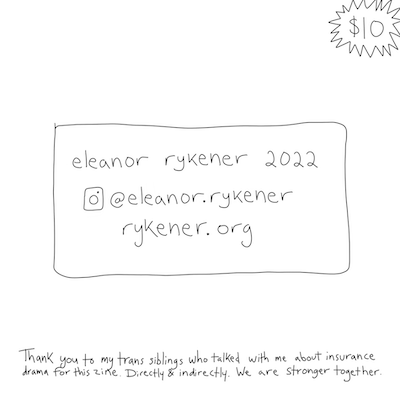 $10
eleanor rykener 2022
@eleanor.rykener
rykener.org
Thank you to my trans siblings who talked with me about insurance
drama for this zine. Directly & indirectly. We are stronger together.